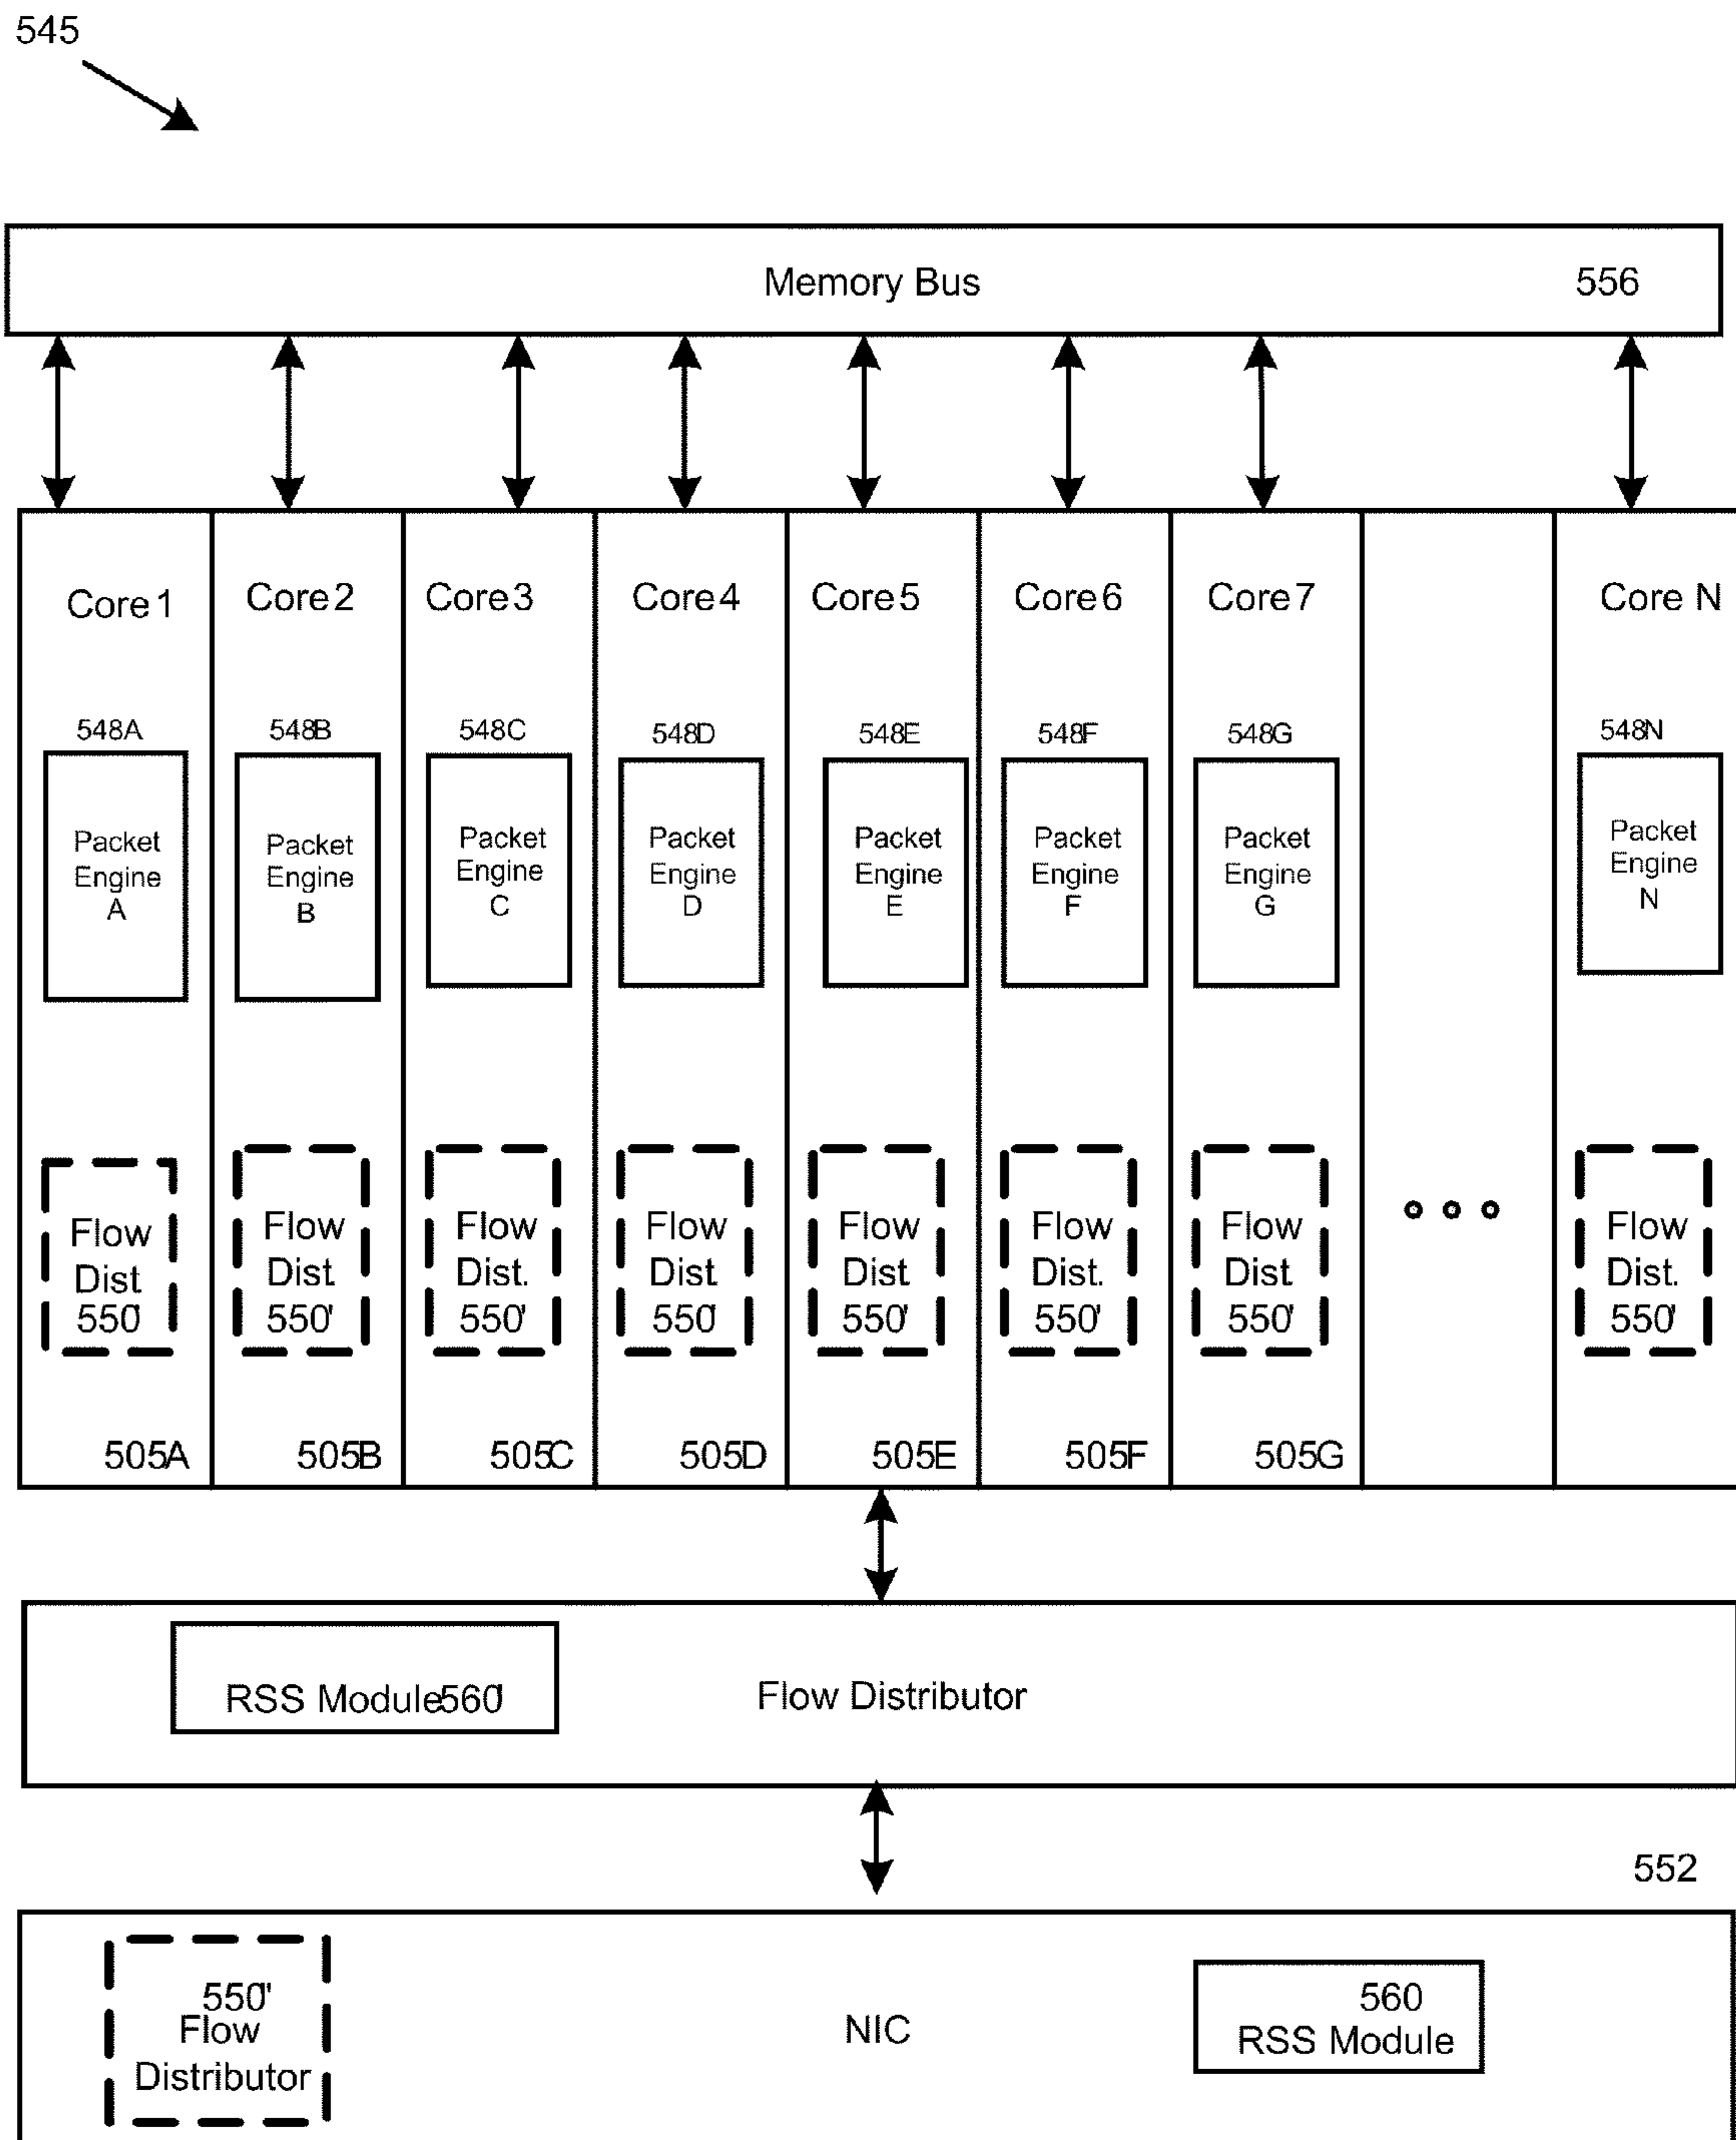 545
Memory Bus 556
Core 1 Core 2 Core 3 Core 4 Core 5 Core 6 Core 7 Core N
548A 548B 548C 548D 548E 548F 548G 548N
Packet Engine A
Packet Engine B
Packet Engine C
Packet Engine D
Packet Engine E
Packet Engine F
Packet Engine G
Packet Engine N
Flow Dist 550'
Flow Dist 550'
Flow Dist. 550'
Flow Dist 550'
Flow Dist 550'
Flow Dist. 550'
Flow Dist 550'
Flow Dist. 550'
505A 505B 505C 505D 505E 505F 505G
RSS Module 560'
Flow Distributor
552
550'
Flow
Distributor
NIC
560
RSS Module